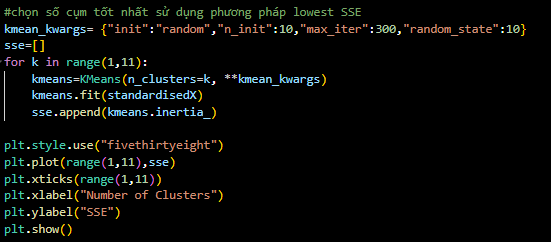 #chọn số cụm tốt nhất sử dụng phương pháp lowest SSE
kmean_kwargs= {"init":"random","n_init":10,"max_iter":300,"random_state":10}
sse=[]
for k in range(1,11):
    kmeans=KMeans(n_clusters=k, **kmean_kwargs)
    kmeans.fit(standardisedX)
    sse.append(kmeans.inertia_)

plt.style.use("fivethirtyeight")
plt.plot(range(1,11),sse)
plt.xticks(range(1,11))
plt.xlabel("Number of Clusters")
plt.ylabel("SSE")
plt.show()